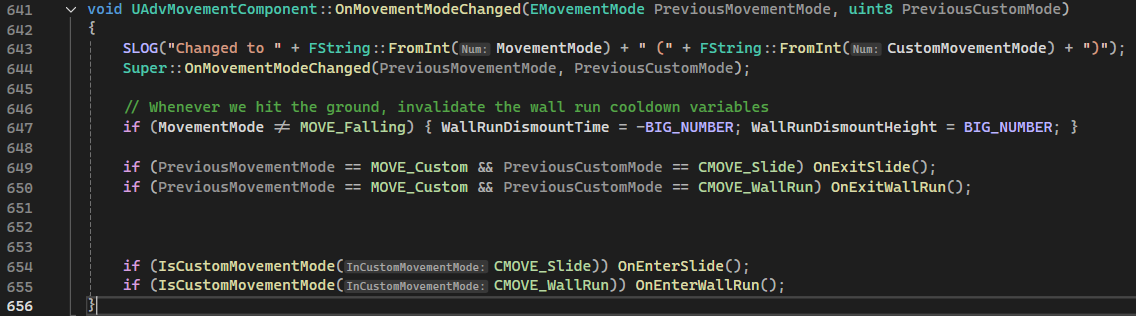 641 void UAdvMovementComponent::OnMovementModeChanged(EMovementMode PreviousMovementMode, uint8 PreviousCustomMode)
642 {
643 SLOG("Changed to " + FString::FromInt(Num: MovementMode) + " (" + FString::FromInt(Num: CustomMovementMode) + ")");
644 Super::OnMovementModeChanged(PreviousMovementMode, PreviousCustomMode);
645
646 // Whenever we hit the ground, invalidate the wall run cooldown variables
647 if (MovementMode != MOVE_Falling) { WallRunDismountTime = -BIG_NUMBER; WallRunDismountHeight = BIG_NUMBER; }
648
649 if (PreviousMovementMode == MOVE_Custom && PreviousCustomMode == CMOVE_Slide) OnExitSlide();
650 if (PreviousMovementMode == MOVE_Custom && PreviousCustomMode == CMOVE_WallRun) OnExitWallRun();
651
652
653
654 if (IsCustomMovementMode(InCustomMovementMode: CMOVE_Slide)) OnEnterSlide();
655 if (IsCustomMovementMode(InCustomMovementMode: CMOVE_WallRun)) OnEnterWallRun();
656 }